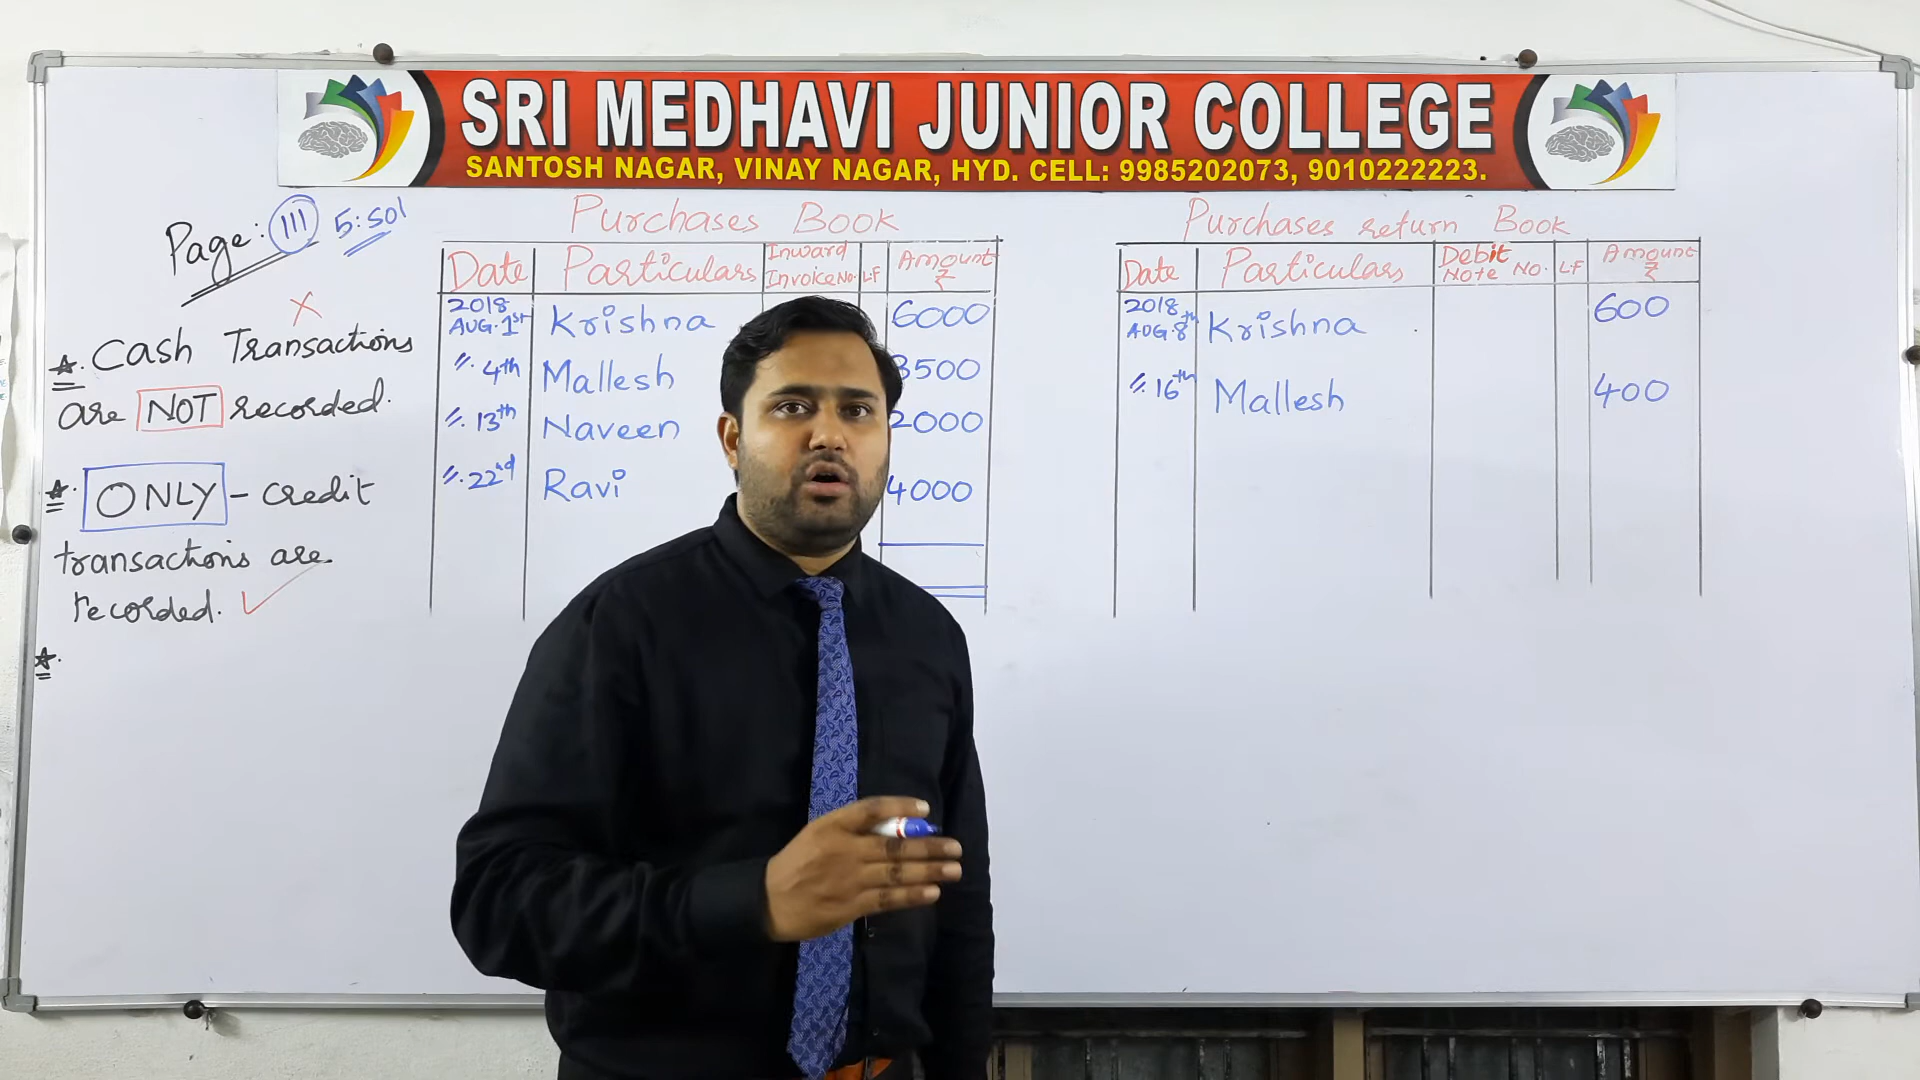 SRI MEDHAVI JUNIOR COLLEGE
SANTOSH NAGAR, VINAY NAGAR, HYD. CELL: 9985202073, 9010222223.
Page: 111 5:Sol
X
★. Cash Transactions
are NOT recorded.
★. ONLY - credit
transactions are
recorded. ✓
★.
Purchases Book
Date Particulars Inward Invoice No. L.F Amount ₹
2018 AUG. 1st Krishna 6000
〃. 4th Mallesh 3500
〃. 13th Naveen 2000
〃. 22nd Ravi 4000
Purchases return Book
Date Particulars Debit Note No. L.F Amount ₹
2018 AUG. 8th Krishna 600
〃. 16th Mallesh 400